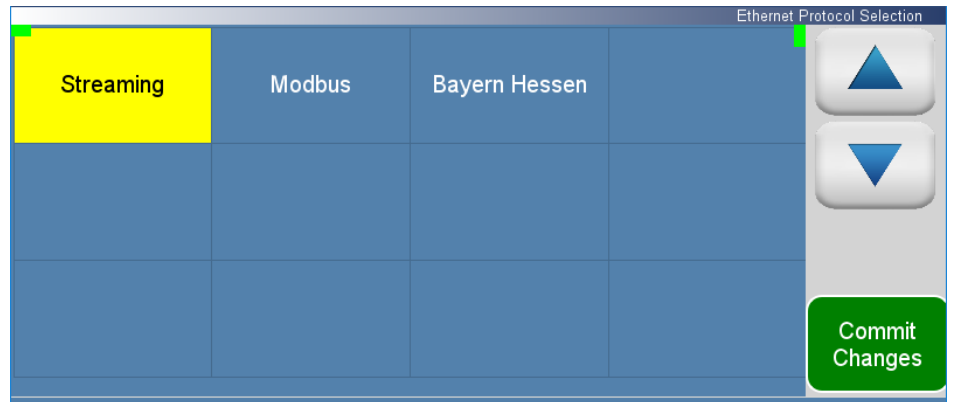 Ethernet Protocol Selection
Streaming
Modbus
Bayern Hessen
Commit
Changes